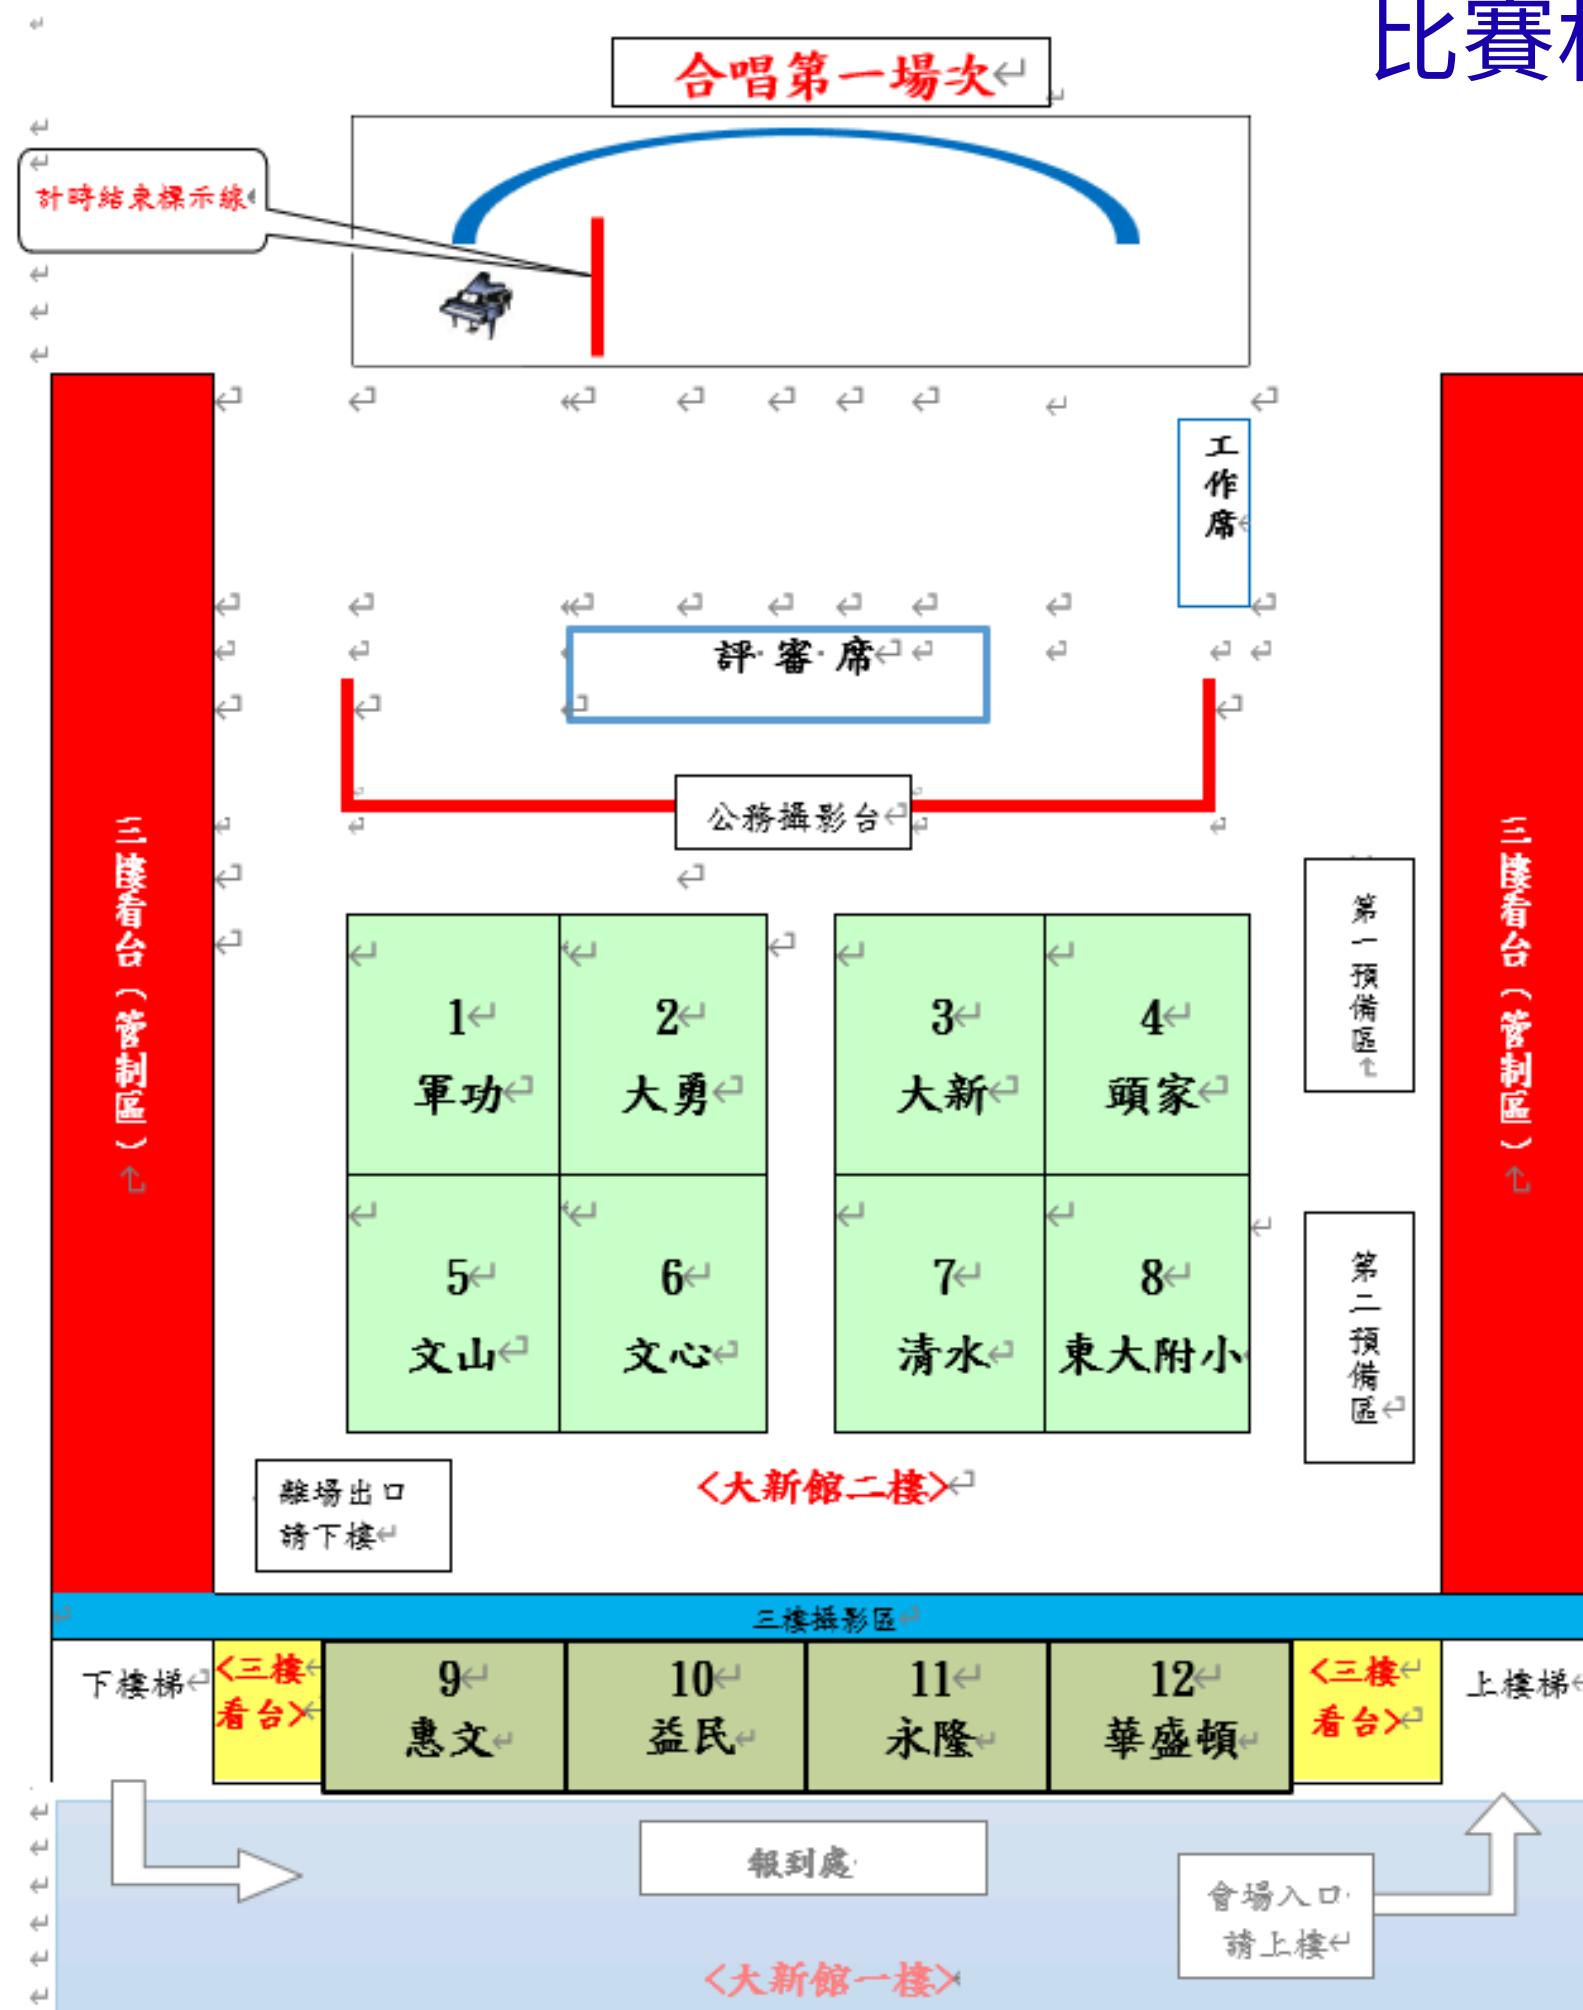 比賽
合唱第一場次
計時結束標示線
工作席
評 審 席
公務攝影台
三樓看台（管制區）
三樓看台（管制區）
第一預備區
1
軍功
2
大勇
3
大新
4
頭家
5
文山
6
文心
7
清水
8
東大附小
第二預備區
離場出口
請下樓
<大新館二樓>
三樓攝影區
下樓梯
<三樓
看台>
9
惠文
10
益民
11
永隆
12
華盛頓
<三樓
看台>
上樓梯
報到處
會場入口
請上樓
<大新館一樓>